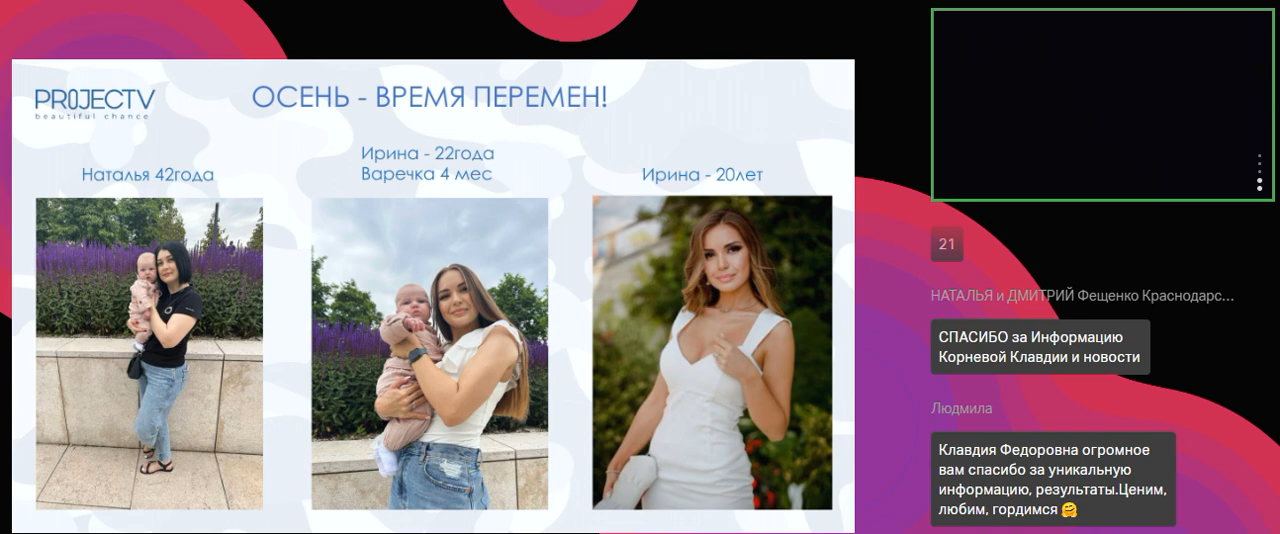 PROJECTV
beautiful chance
ОСЕНЬ - ВРЕМЯ ПЕРЕМЕН!
Наталья 42года
Ирина - 22года
Варечка 4 мес
Ирина - 20лет
21
НАТАЛЬЯ и ДМИТРИЙ Фещенко Краснодарс...
СПАСИБО за Информацию
Корневой Клавдии и новости
Людмила
Клавдия Федоровна огромное
вам спасибо за уникальную
информацию, результаты.Ценим,
любим, гордимся 🤗